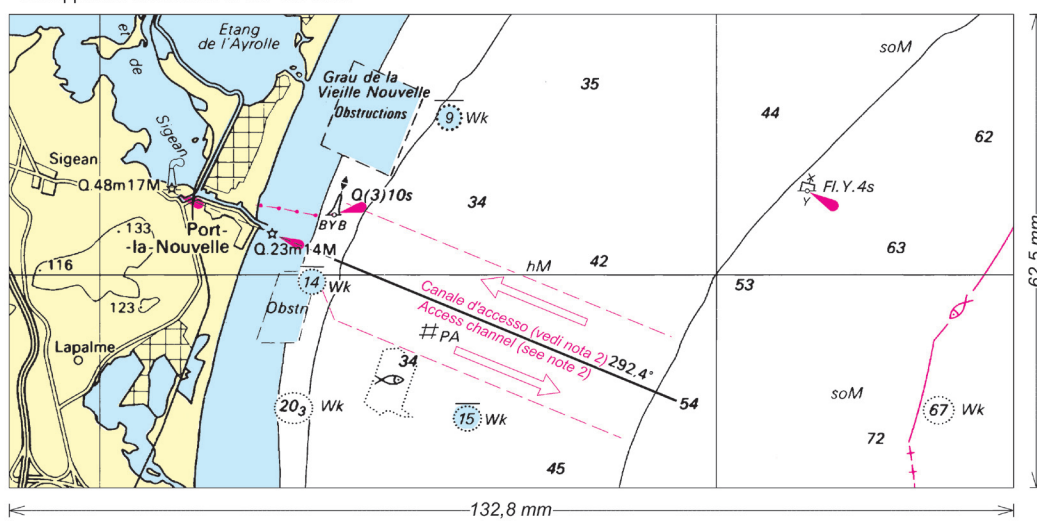 Etang
de l'Ayrolle
et
de
Sigean
Grau de la
Vieille Nouvelle
Obstructions
9 Wk
35
soM
44
62
Sigean
Q.48m17M
Q(3)10s
BYB
34
Fl.Y.4s
Y
Port-
-la-Nouvelle
133
Q.23m14M
63
116
14 Wk
hM
42
53
123
Obstn
Canale d'accesso (vedi nota 2)
Access channel (see note 2)
292.4°
PA
Lapalme
34
54
203 Wk
15 Wk
soM
67 Wk
72
45
132,8 mm
62,5 mm